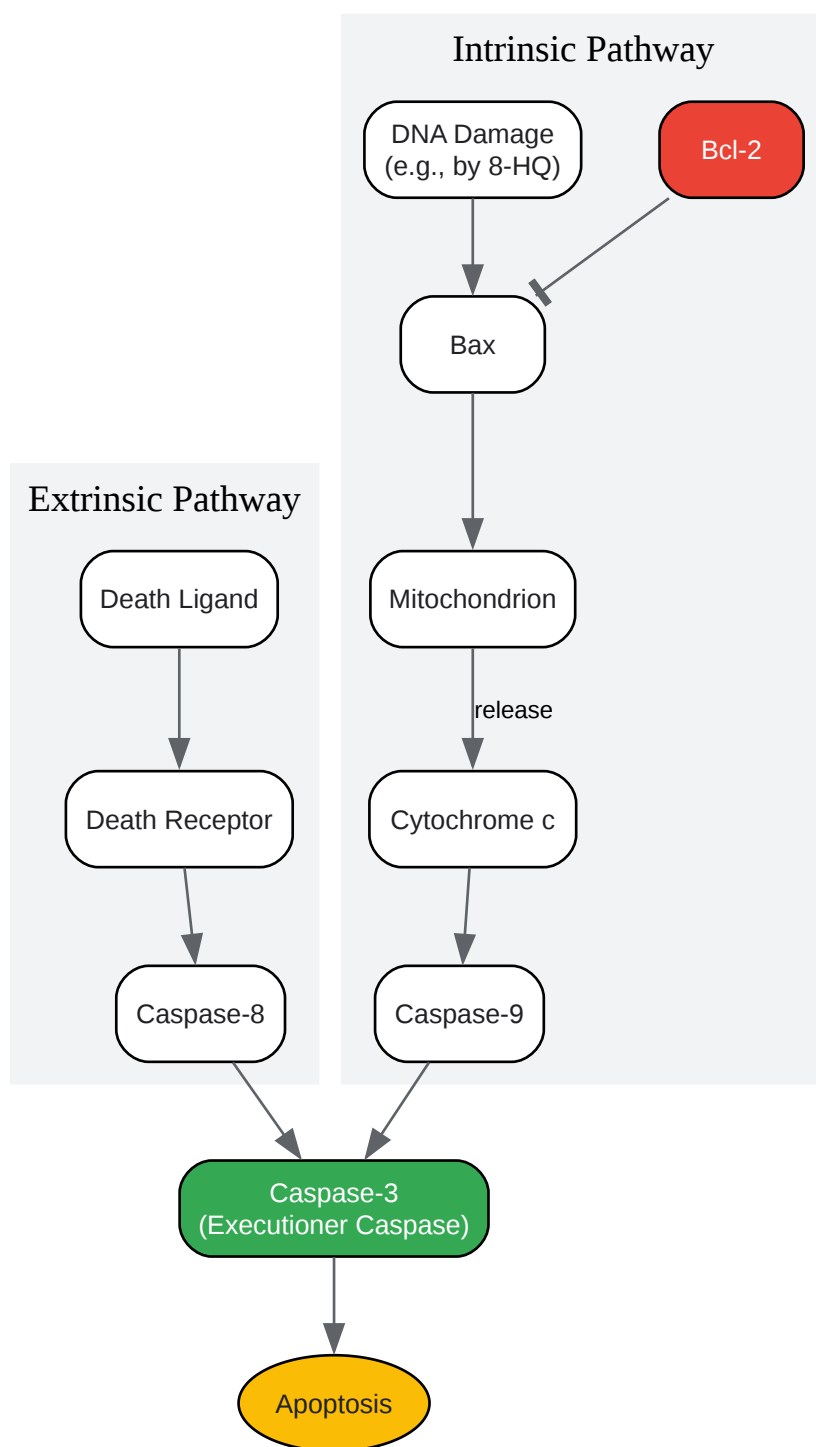 Intrinsic Pathway
DNA Damage
(e.g., by 8-HQ)
Bcl-2
Bax
Extrinsic Pathway
Death Ligand
Mitochondrion
release
Death Receptor
Cytochrome c
Caspase-8
Caspase-9
Caspase-3
(Executioner Caspase)
Apoptosis